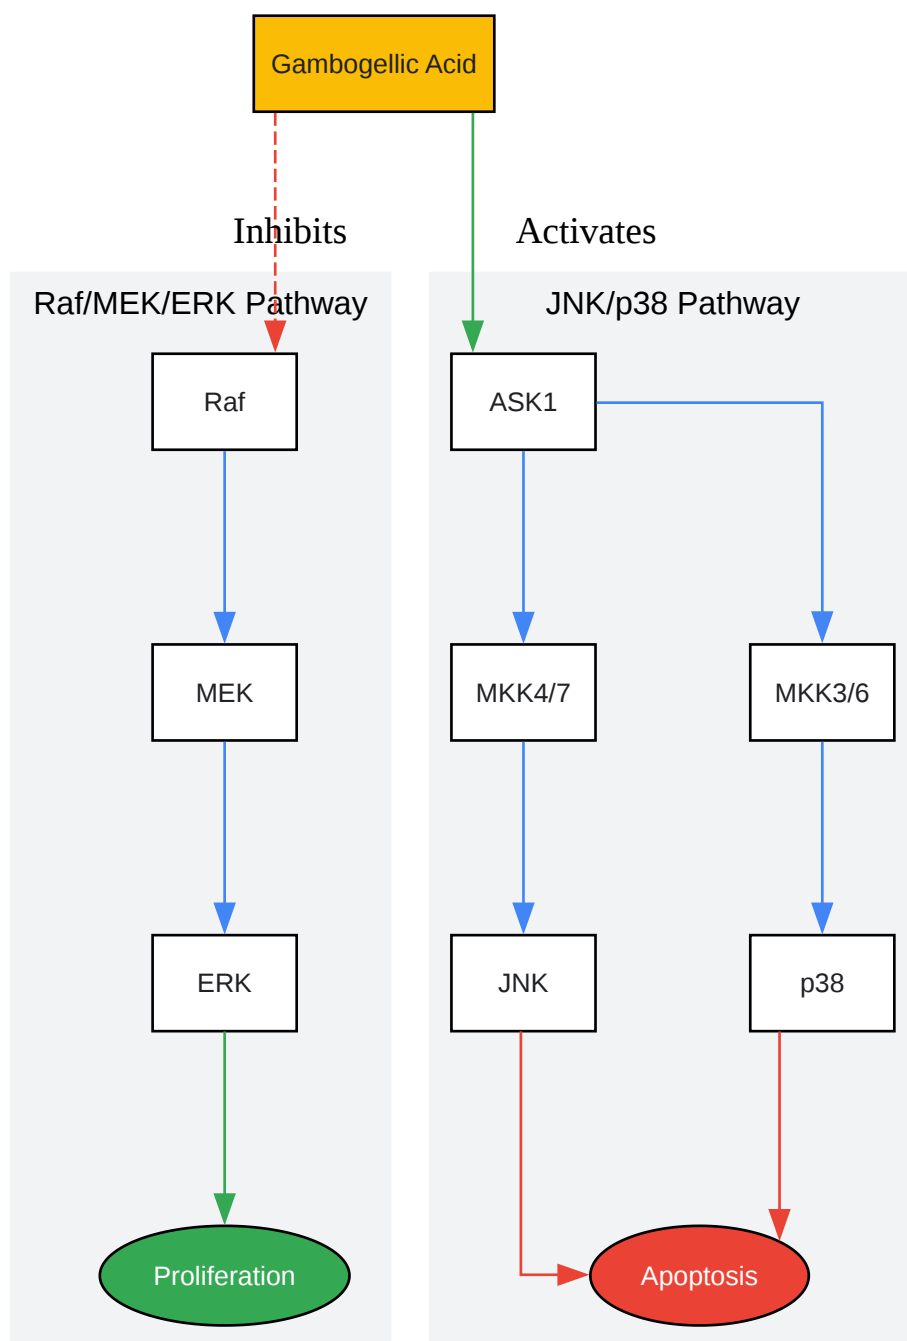 Gambogellic Acid
Inhibits
Activates
Raf/MEK/ERK Pathway
JNK/p38 Pathway
Raf
ASK1
MEK
MKK4/7
MKK3/6
ERK
JNK
p38
Proliferation
Apoptosis